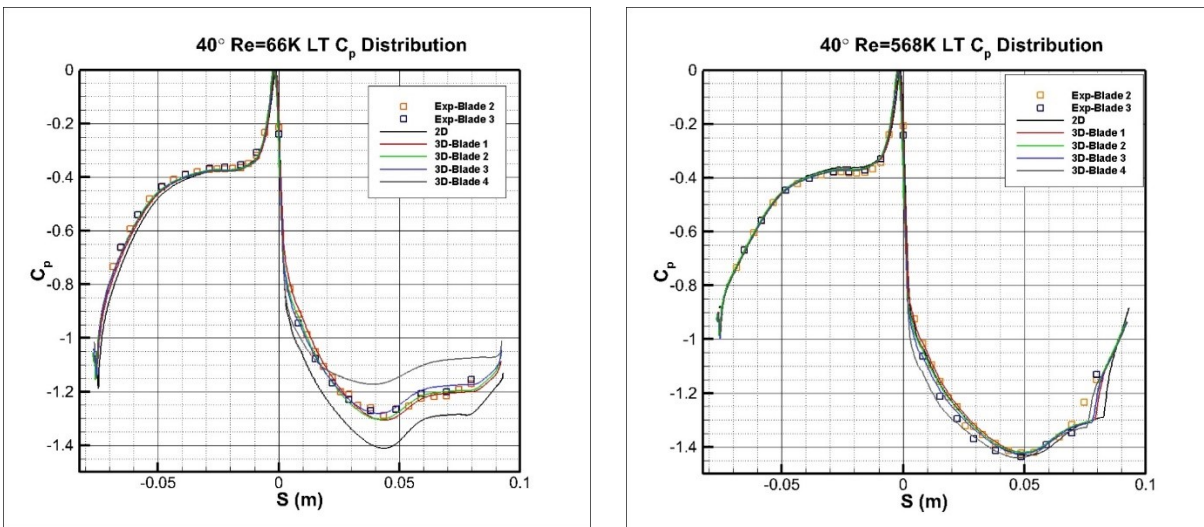 40° Re=66K LT Cp Distribution
0
-0.2
-0.4
-0.6
-0.8
-1
-1.2
-1.4
Cp
Exp-Blade 2
Exp-Blade 3
2D
3D-Blade 1
3D-Blade 2
3D-Blade 3
3D-Blade 4
-0.05
0
0.05
0.1
S (m)
40° Re=568K LT Cp Distribution
0
-0.2
-0.4
-0.6
-0.8
-1
-1.2
-1.4
Cp
Exp-Blade 2
Exp-Blade 3
2D
3D-Blade 1
3D-Blade 2
3D-Blade 3
3D-Blade 4
-0.05
0
0.05
0.1
S (m)